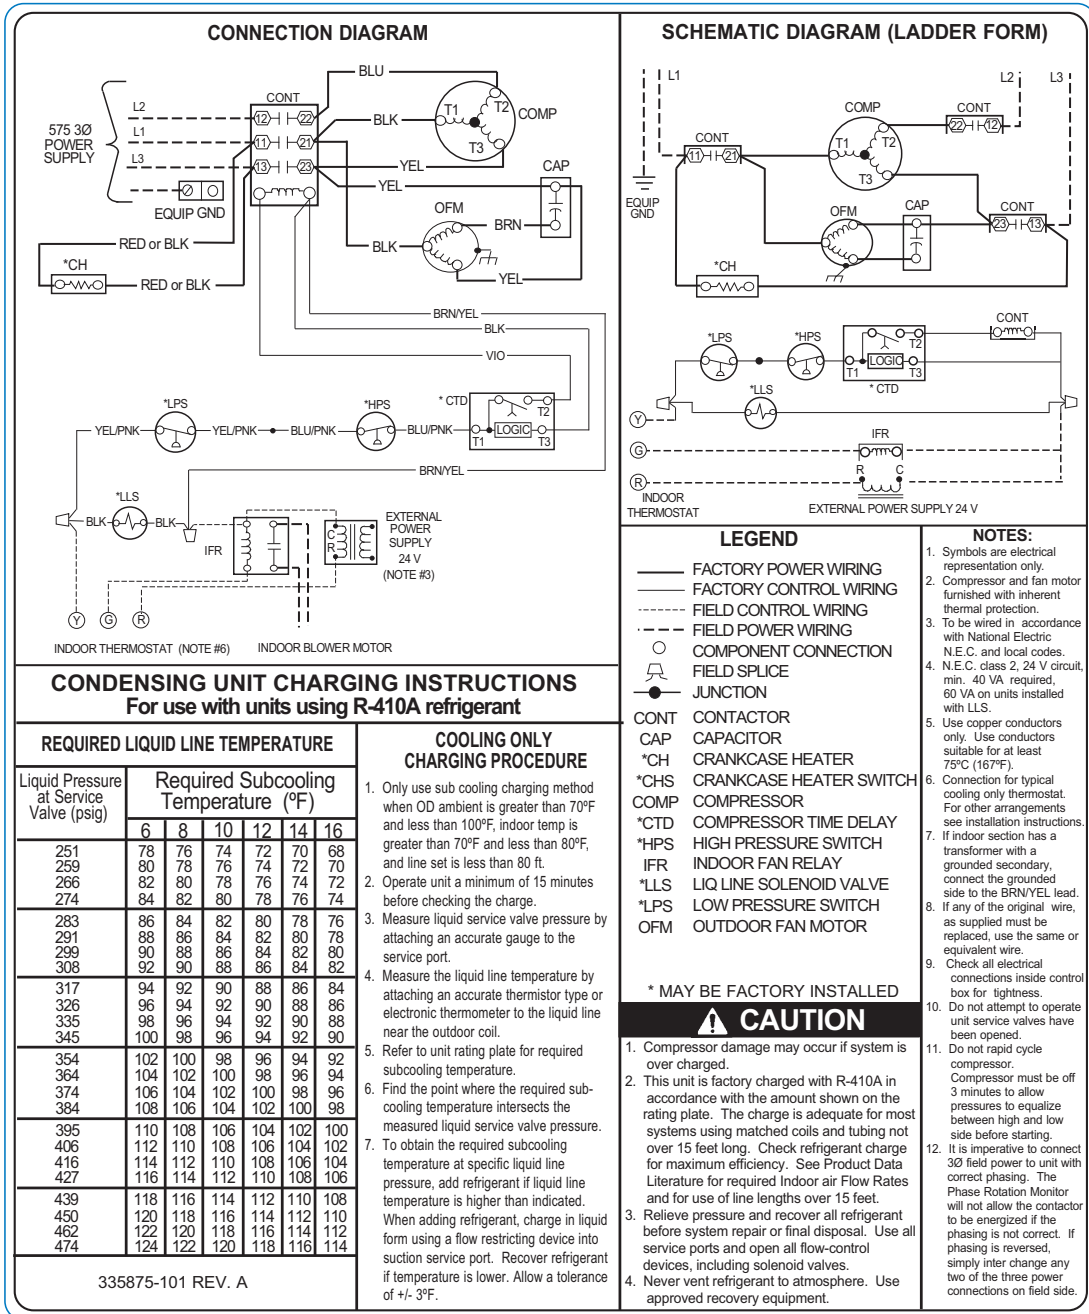 CONNECTION DIAGRAM
BLU
L2
CONT
12
22
T1
T2
COMP
575 3Ø
POWER
SUPPLY
L1
11
21
BLK
T3
L3
13
23
YEL
CAP
YEL
EQUIP GND
OFM
BRN
RED or BLK
BLK
*CH
YEL
RED or BLK
BRN/YEL
BLK
VIO
*LPS
*HPS
* CTD
T2
YEL/PNK
YEL/PNK
BLU/PNK
BLU/PNK
T1
LOGIC
T3
BRN/YEL
*LLS
BLK
BLK
IFR
C
R
EXTERNAL
POWER
SUPPLY
24 V
(NOTE #3)
Y
G
R
INDOOR THERMOSTAT (NOTE #6)
INDOOR BLOWER MOTOR
SCHEMATIC DIAGRAM (LADDER FORM)
L1
L2
L3
COMP
CONT
22
12
CONT
T1
T2
11
21
T3
EQUIP
GND
OFM
CAP
CONT
23
13
*CH
CONT
*LPS
*HPS
T2
LOGIC
T1
T3
* CTD
*LLS
Y
IFR
G
R
C
R
INDOOR
THERMOSTAT
EXTERNAL POWER SUPPLY 24 V
CONDENSING UNIT CHARGING INSTRUCTIONS
For use with units using R-410A refrigerant
REQUIRED LIQUID LINE TEMPERATURE
Liquid Pressure
at Service
Valve (psig)
Required Subcooling
Temperature (ºF)
6 8 10 12 14 16
251 78 76 74 72 70 68
259 80 78 76 74 72 70
266 82 80 78 76 74 72
274 84 82 80 78 76 74
283 86 84 82 80 78 76
291 88 86 84 82 80 78
299 90 88 86 84 82 80
308 92 90 88 86 84 82
317 94 92 90 88 86 84
326 96 94 92 90 88 86
335 98 96 94 92 90 88
345 100 98 96 94 92 90
354 102 100 98 96 94 92
364 104 102 100 98 96 94
374 106 104 102 100 98 96
384 108 106 104 102 100 98
395 110 108 106 104 102 100
406 112 110 108 106 104 102
416 114 112 110 108 106 104
427 116 114 112 110 108 106
439 118 116 114 112 110 108
450 120 118 116 114 112 110
462 122 120 118 116 114 112
474 124 122 120 118 116 114
335875-101 REV. A
COOLING ONLY
CHARGING PROCEDURE
1. Only use sub cooling charging method
when OD ambient is greater than 70ºF
and less than 100ºF, indoor temp is
greater than 70ºF and less than 80ºF,
and line set is less than 80 ft.
2. Operate unit a minimum of 15 minutes
before checking the charge.
3. Measure liquid service valve pressure by
attaching an accurate gauge to the
service port.
4. Measure the liquid line temperature by
attaching an accurate thermistor type or
electronic thermometer to the liquid line
near the outdoor coil.
5. Refer to unit rating plate for required
subcooling temperature.
6. Find the point where the required sub-
cooling temperature intersects the
measured liquid service valve pressure.
7. To obtain the required subcooling
temperature at specific liquid line
pressure, add refrigerant if liquid line
temperature is higher than indicated.
When adding refrigerant, charge in liquid
form using a flow restricting device into
suction service port. Recover refrigerant
if temperature is lower. Allow a tolerance
of +/- 3ºF.
LEGEND
FACTORY POWER WIRING
FACTORY CONTROL WIRING
FIELD CONTROL WIRING
FIELD POWER WIRING
COMPONENT CONNECTION
FIELD SPLICE
JUNCTION
CONT CONTACTOR
CAP CAPACITOR
*CH CRANKCASE HEATER
*CHS CRANKCASE HEATER SWITCH
COMP COMPRESSOR
*CTD COMPRESSOR TIME DELAY
*HPS HIGH PRESSURE SWITCH
IFR INDOOR FAN RELAY
*LLS LIQ LINE SOLENOID VALVE
*LPS LOW PRESSURE SWITCH
OFM OUTDOOR FAN MOTOR
* MAY BE FACTORY INSTALLED
CAUTION
1. Compressor damage may occur if system is
over charged.
2. This unit is factory charged with R-410A in
accordance with the amount shown on the
rating plate. The charge is adequate for most
systems using matched coils and tubing not
over 15 feet long. Check refrigerant charge
for maximum efficiency. See Product Data
Literature for required Indoor air Flow Rates
and for use of line lengths over 15 feet.
3. Relieve pressure and recover all refrigerant
before system repair or final disposal. Use all
service ports and open all flow-control
devices, including solenoid valves.
4. Never vent refrigerant to atmosphere. Use
approved recovery equipment.
NOTES:
1. Symbols are electrical
representation only.
2. Compressor and fan motor
furnished with inherent
thermal protection.
3. To be wired in accordance
with National Electric
N.E.C. and local codes.
4. N.E.C. class 2, 24 V circuit,
min. 40 VA required,
60 VA on units installed
with LLS.
5. Use copper conductors
only. Use conductors
suitable for at least
75ºC (167ºF).
6. Connection for typical
cooling only thermostat.
For other arrangements
see installation instructions.
7. If indoor section has a
transformer with a
grounded secondary,
connect the grounded
side to the BRN/YEL lead.
8. If any of the original wire,
as supplied must be
replaced, use the same or
equivalent wire.
9. Check all electrical
connections inside control
box for tightness.
10. Do not attempt to operate
unit service valves have
been opened.
11. Do not rapid cycle
compressor.
Compressor must be off
3 minutes to allow
pressures to equalize
between high and low
side before starting.
12. It is imperative to connect
3Ø field power to unit with
correct phasing. The
Phase Rotation Monitor
will not allow the contactor
to be energized if the
phasing is not correct. If
phasing is reversed,
simply inter change any
two of the three power
connections on field side.